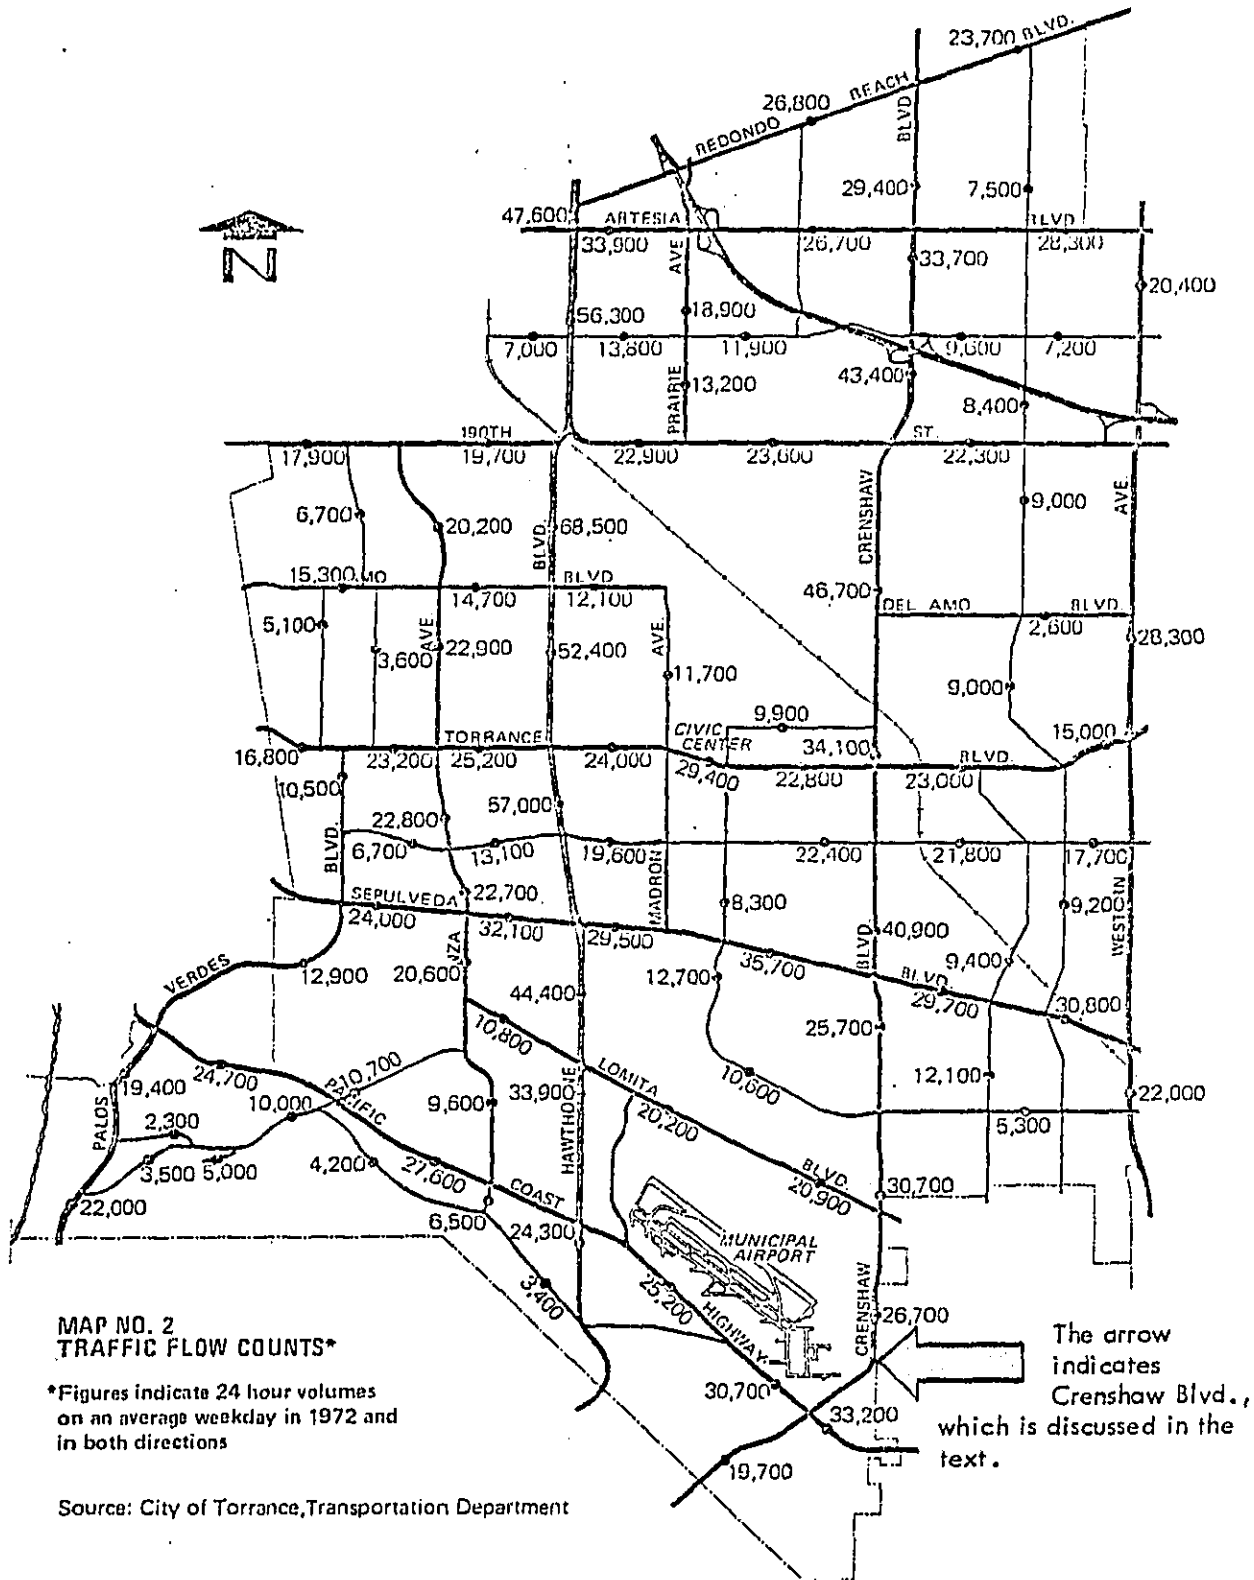 23,700 BLVD.
BEACH
26,800
REDONDO
BLVD
29,400
7,500
47,600
ARTESIA
BLVD
33,900
26,700
28,300
AVE
33,700
20,400
56,300
18,900
7,000
13,600
11,900
9,600
7,200
PRAIRIE
13,200
43,400
8,400
N
190TH
ST.
17,900
19,700
22,900
23,600
22,300
6,700
20,200
BLVD.
68,500
CRENSHAW
9,000
AVE.
15,300 MO
BLVD
14,700
12,100
46,700
DEL AMO
BLVD.
2,600
5,100
3,600
AVE.
22,900
52,400
AVE.
11,700
28,300
9,000
9,900
CIVIC
CENTER
TORRANCE
34,100
15,000
16,800
23,200
25,200
24,000
29,400
22,800
23,000
BLVD.
10,500
57,000
22,800
BLVD.
6,700
13,100
19,600
MADRON
22,400
21,800
17,700
SEPULVEDA
22,700
8,300
9,200
24,000
32,100
29,500
35,700
BLVD.
40,900
WESTERN
VERDES
12,900
20,600
NZA
12,700
9,400
BLVD.
29,700
30,800
44,400
10,800
25,700
19,400
24,700
10,700
PACIFIC
LOMITA
10,600
12,100
PALOS
10,000
9,600
33,900
20,200
22,000
2,300
5,300
3,500
5,000
4,200
27,600
HAWTHORNE
COAST
BLVD.
20,900
30,700
22,000
6,500
24,300
MUNICIPAL
AIRPORT
3,400
25,200
HIGHWAY
CRENSHAW
26,700
30,700
33,200
19,700
MAP NO. 2
TRAFFIC FLOW COUNTS*
*Figures indicate 24 hour volumes
on an average weekday in 1972 and
in both directions
Source: City of Torrance, Transportation Department
The arrow
indicates
Crenshaw Blvd.,
which is discussed in the
text.